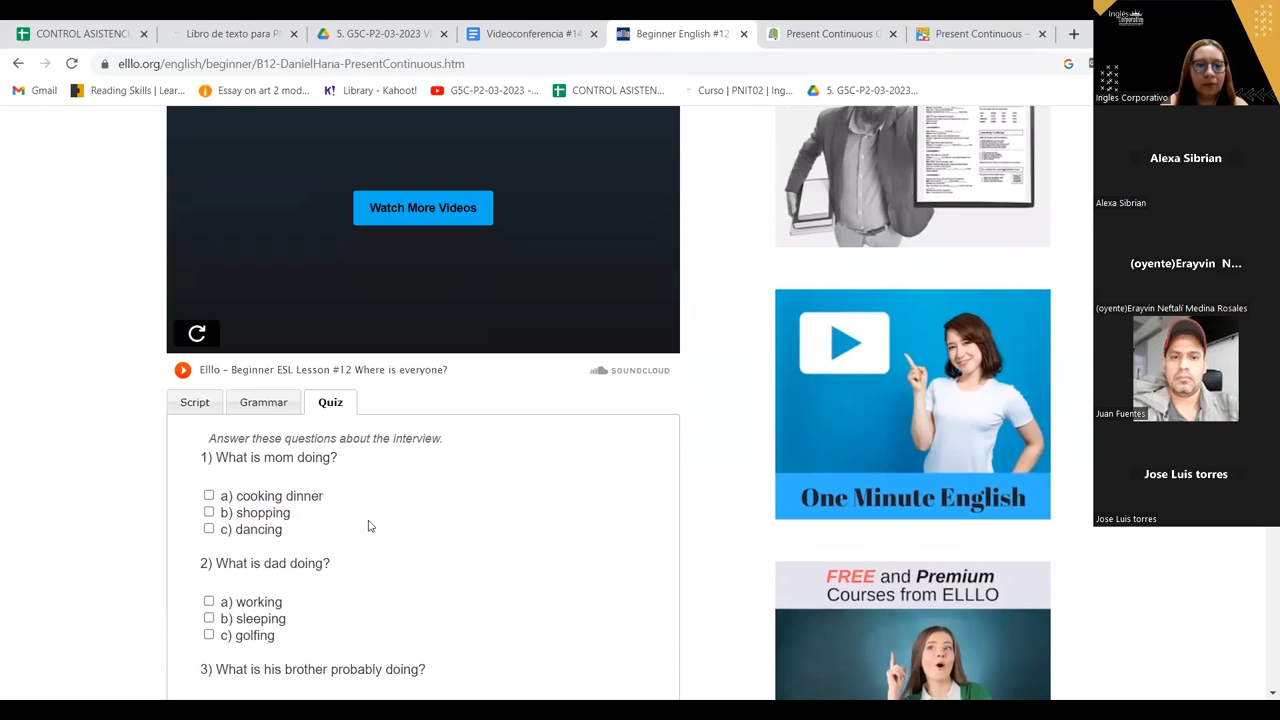 CONTROL ASISTENCI
Libro de texto para P
5. G5C-P2-03-2023
Videoconferencia #14
Beginner English #12
Present Continuous
Present Continuous –
elllo.org/english/beginner/B12-DanielHana-PresentContinuous.htm
Gmail
Reading Skills | Lear...
Essay on art 2 mod...
Library - Kah
G5C-P2-03-2023 -...
CONTROL ASISTEN...
Curso | PNIT02 | Ing...
5. G5C-P2-03-2023...
Watch More Videos
Elllo – Beginner ESL Lesson #12 Where is everyone?
SOUNDCLOUD
Script
Grammar
Quiz
Answer these questions about the interview.
1) What is mom doing?
a) cooking dinner
b) shopping
c) dancing
2) What is dad doing?
a) working
b) sleeping
c) golfing
3) What is his brother probably doing?
One Minute English
FREE and Premium
Courses from ELLLO
Inglés
Corporativo
Ingles Corporativo
Alexa Sibrian
Alexa Sibrian
(oyente)Erayvin N...
(oyente)Erayvin Neftalí Medina Rosales
Juan Fuentes
Jose Luis torres
Jose Luis torres